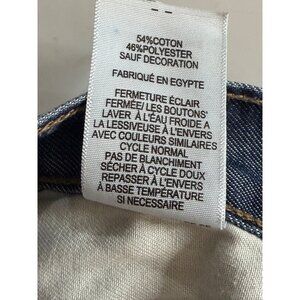 54%COTON
46%POLYESTER
SAUF DECORATION
FABRIQUÉ EN EGYPTE
FERMETURE ÉCLAIR
FERMÉE/ LES BOUTONS'
LAVER À L'ÉAU FROIDE A
LA LESSIVEUSE À L'ENVERS
AVEC COULEURS SIMILAIRES
CYCLE NORMAL
PAS DE BLANCHIMENT
SÉCHER À CYCLE DOUX
REPASSER À L'ENVERS
À BASSE TEMPÉRATURE
SI NECESSAIRE